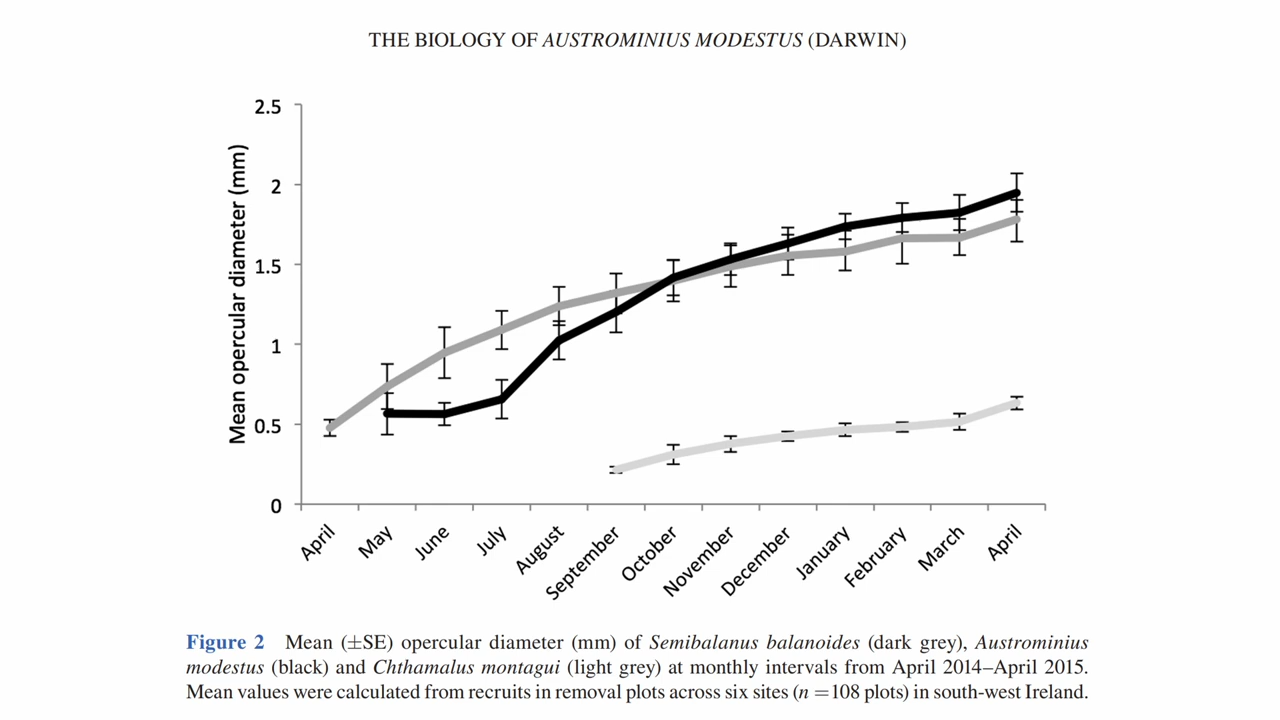 THE BIOLOGY OF AUSTROMINIUS MODESTUS (DARWIN)
2.5
2
1.5
1
0.5
0
Mean opercular diameter (mm)
April
May
June
July
August
September
October
November
December
January
February
March
April
Figure 2 Mean (±SE) opercular diameter (mm) of Semibalanus balanoides (dark grey), Austrominius
modestus (black) and Chthamalus montagui (light grey) at monthly intervals from April 2014–April 2015.
Mean values were calculated from recruits in removal plots across six sites (n =108 plots) in south-west Ireland.